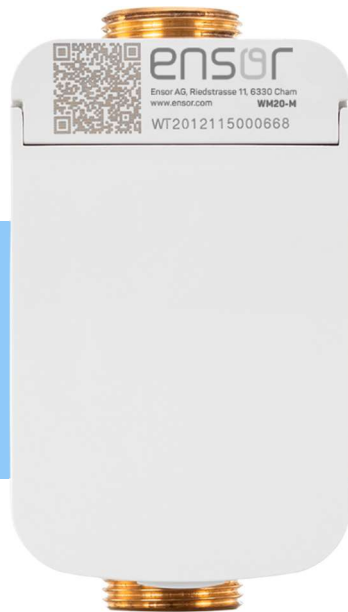 ensor
Ensor AG, Riedstrasse 11, 6330 Cham
www.ensor.com WM20-M
WT2012115000668